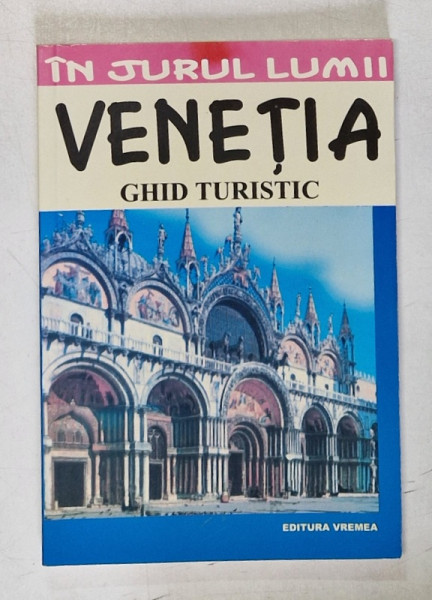 ÎN JURUL LUMII
VENEȚIA
GHID TURISTIC
EDITURA VREMEA